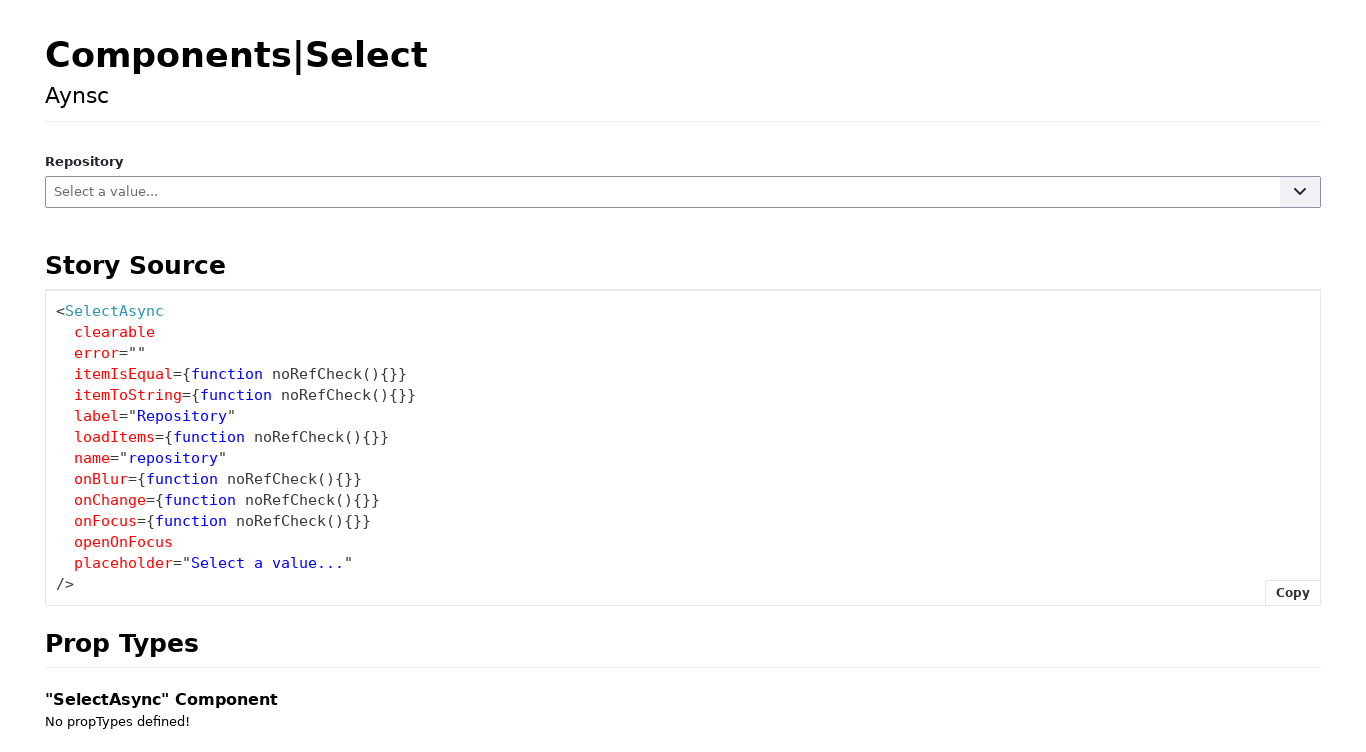 Components|Select
Aynsc
Repository
Select a value...
Story Source
<SelectAsync
  clearable
  error=""
  itemIsEqual={function noRefCheck(){}}
  itemToString={function noRefCheck(){}}
  label="Repository"
  loadItems={function noRefCheck(){}}
  name="repository"
  onBlur={function noRefCheck(){}}
  onChange={function noRefCheck(){}}
  onFocus={function noRefCheck(){}}
  openOnFocus
  placeholder="Select a value..."
/>
Copy
Prop Types
"SelectAsync" Component
No propTypes defined!